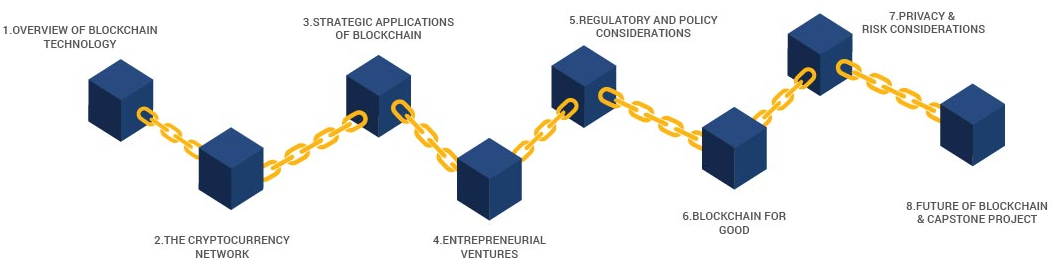 1.OVERVIEW OF BLOCKCHAIN
TECHNOLOGY
2.THE CRYPTOCURRENCY
NETWORK
3.STRATEGIC APPLICATIONS
OF BLOCKCHAIN
4.ENTREPRENEURIAL
VENTURES
5.REGULATORY AND POLICY
CONSIDERATIONS
6.BLOCKCHAIN FOR
GOOD
7.PRIVACY &
RISK CONSIDERATIONS
8.FUTURE OF BLOCKCHAIN
& CAPSTONE PROJECT